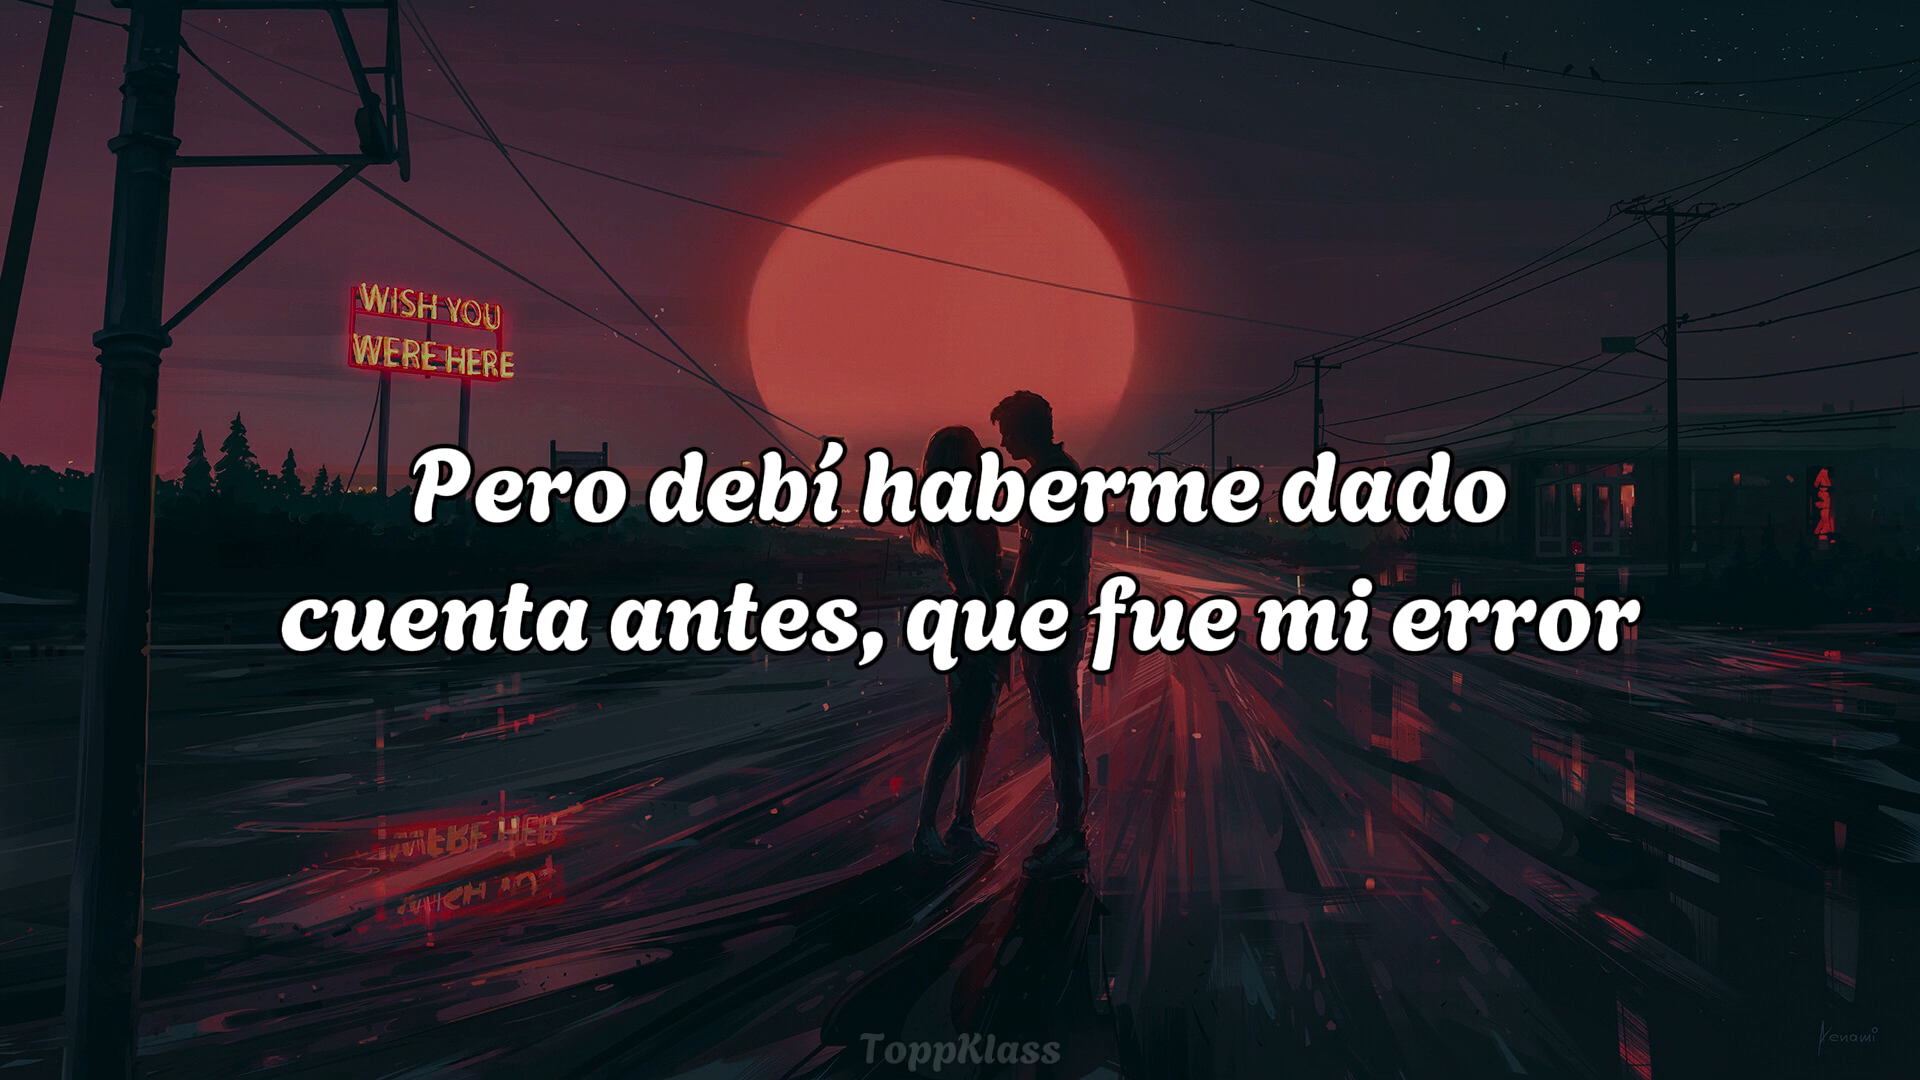 WISH YOU
WERE HERE
Pero debí haberme dado
cuenta antes, que fue mi error
ToppKlass